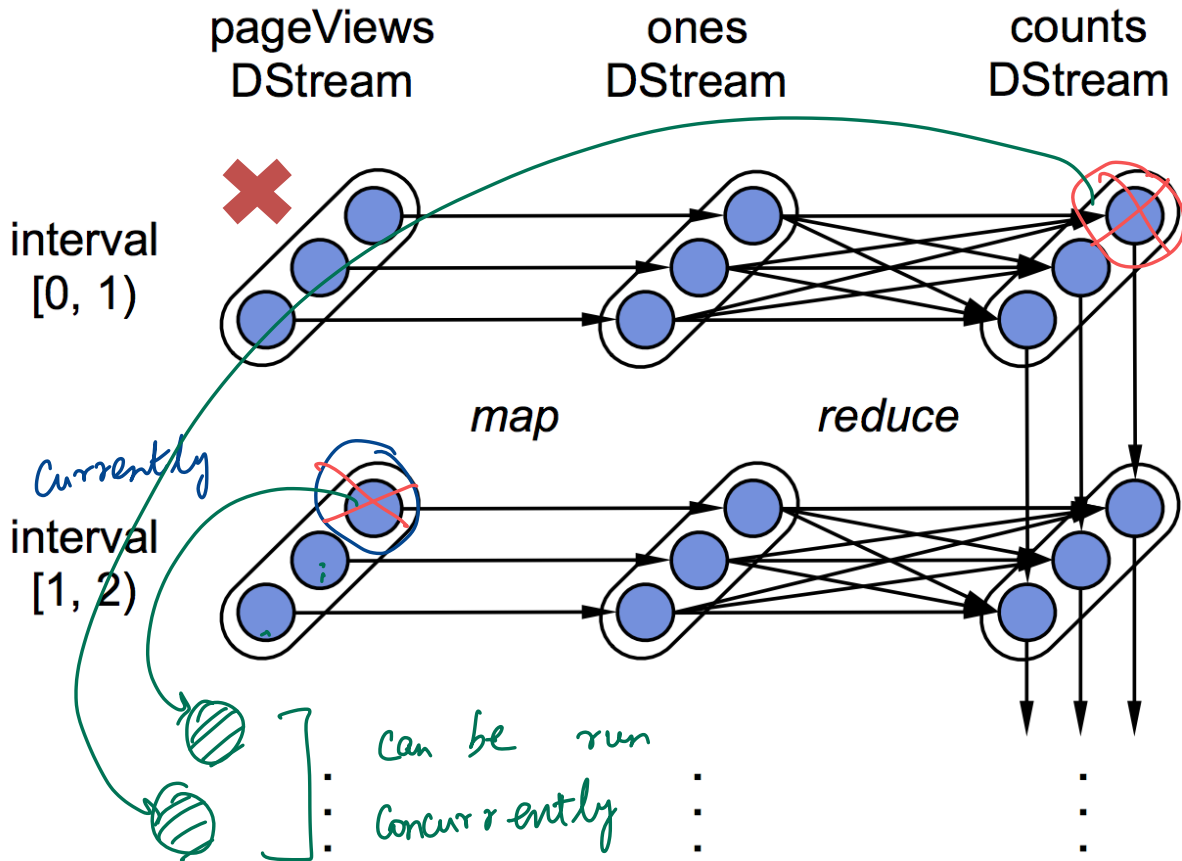 pageViews
DStream
ones
DStream
counts
DStream
interval
[0, 1)
map
reduce
Currently
interval
[1, 2)
can be run
concurrently